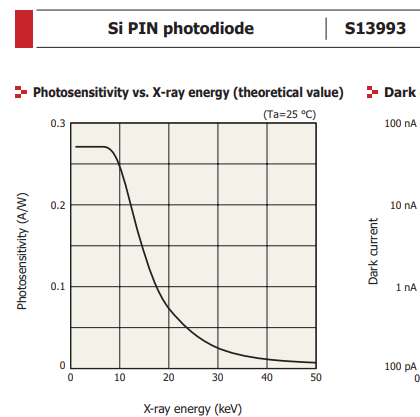 Si PIN photodiode
S13993
Photosensitivity vs. X-ray energy (theoretical value)
(Ta=25 °C)
Photosensitivity (A/W)
0.3
0.2
0.1
0
0 10 20 30 40 50
X-ray energy (keV)
Dark
Dark current
100 nA
10 nA
1 nA
100 pA
0